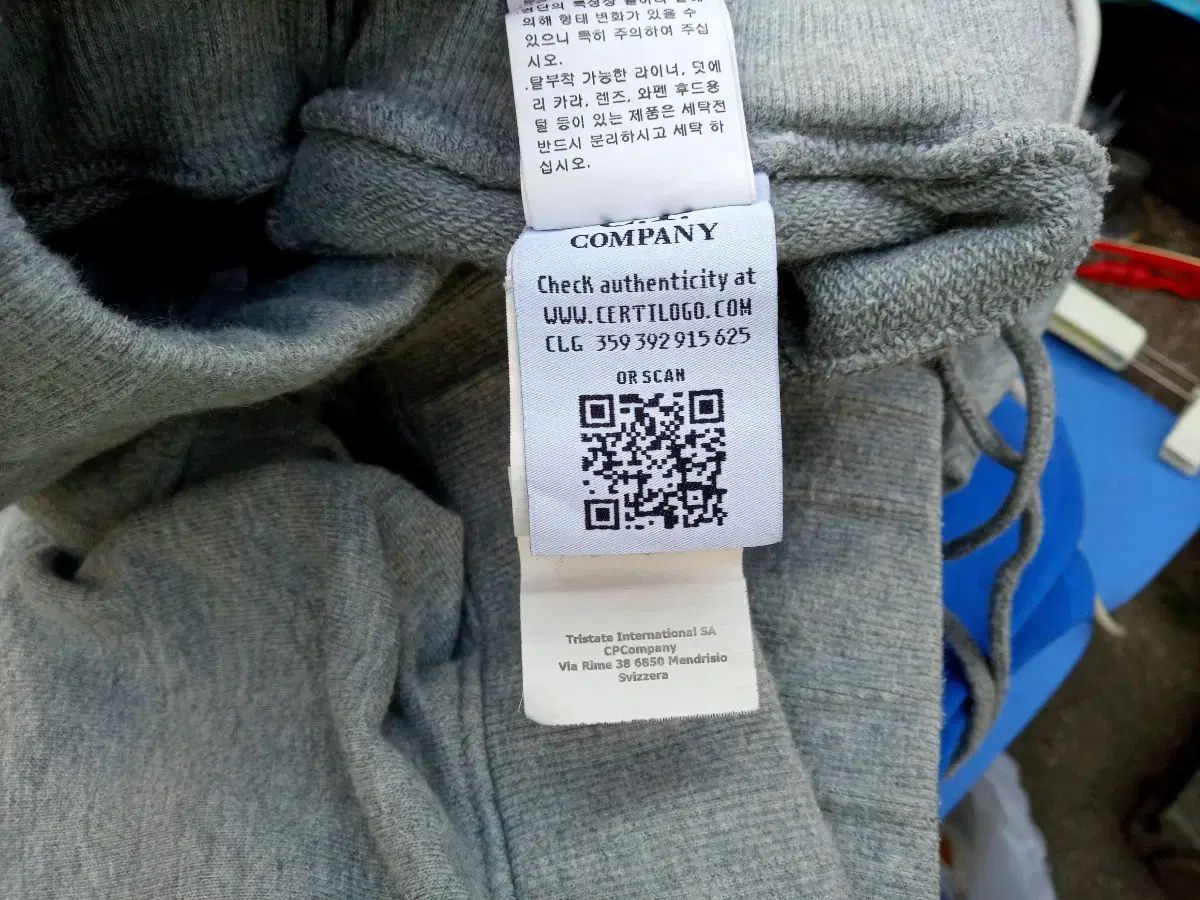 의해 형태 변화가 있을 수
있으니 특히 주의하여 주십
시오.
.탈부착 가능한 라이너, 덧에
리 카라, 렌즈, 와펜 후드용
털 등이 있는 제품은 세탁전
반드시 분리하시고 세탁 하
십시오.
COMPANY
Check authenticity at
WWW.CERTILOGO.COM
CLG 359 392 915 625
OR SCAN
Tristate International SA
CPCompany
Via Rime 38 6850 Mendrisio
Svizzera